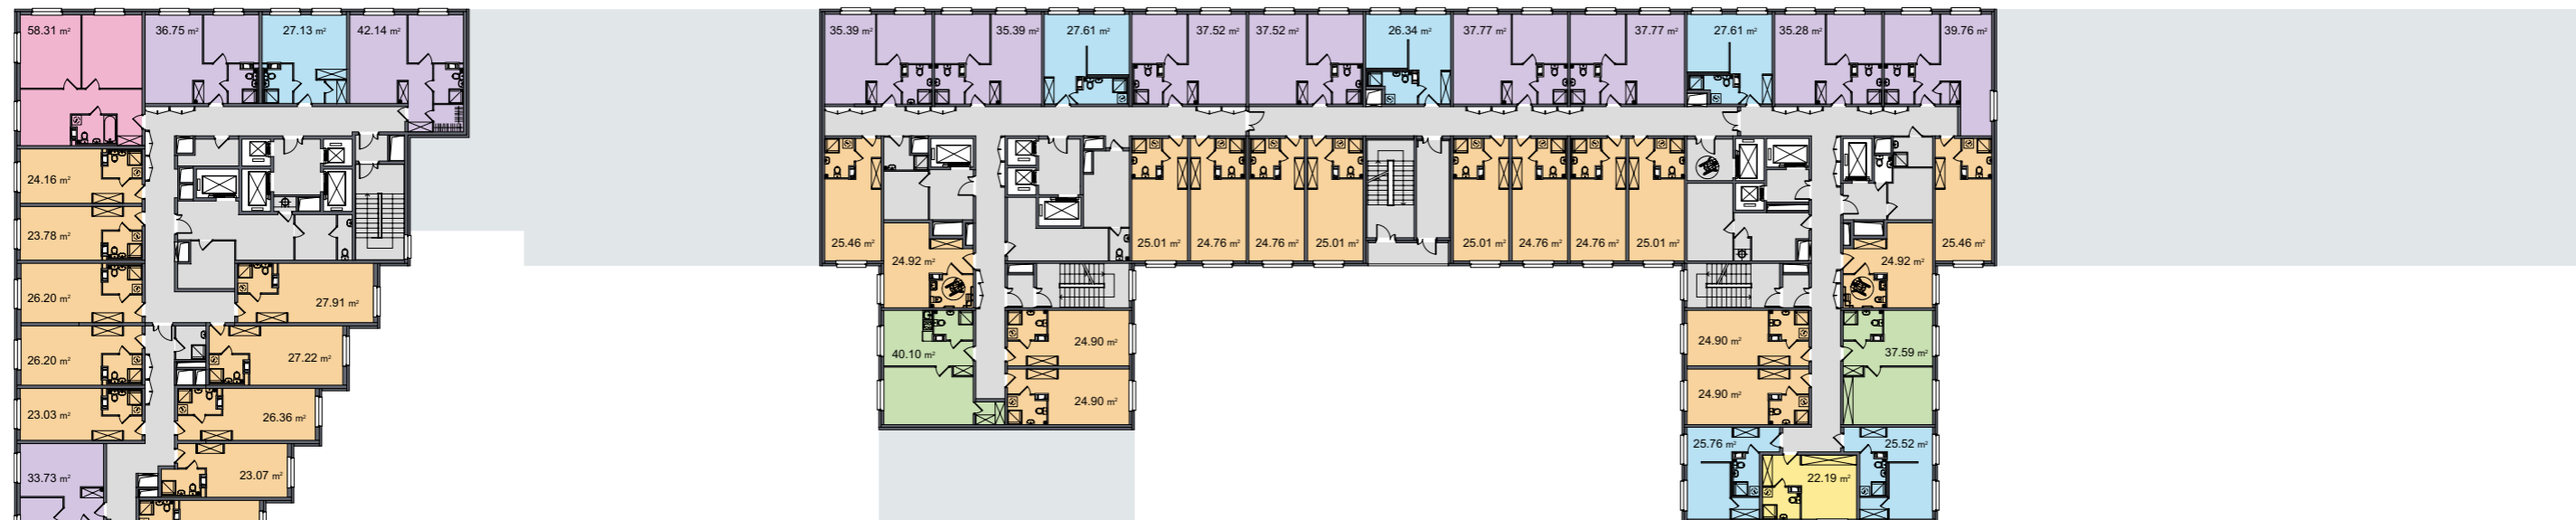 58.31 m²
36.75 m²
27.13 m²
42.14 m²
35.39 m²
35.39 m²
27.61 m²
37.52 m²
37.52 m²
26.34 m²
37.77 m²
37.77 m²
27.61 m²
35.28 m²
39.76 m²
24.16 m²
23.78 m²
26.20 m²
27.91 m²
26.20 m²
27.22 m²
23.03 m²
26.36 m²
33.73 m²
23.07 m²
25.46 m²
24.92 m²
25.01 m²
24.76 m²
24.76 m²
25.01 m²
25.01 m²
24.76 m²
24.76 m²
25.01 m²
25.46 m²
24.92 m²
40.10 m²
24.90 m²
24.90 m²
24.90 m²
37.59 m²
24.90 m²
25.76 m²
25.52 m²
22.19 m²